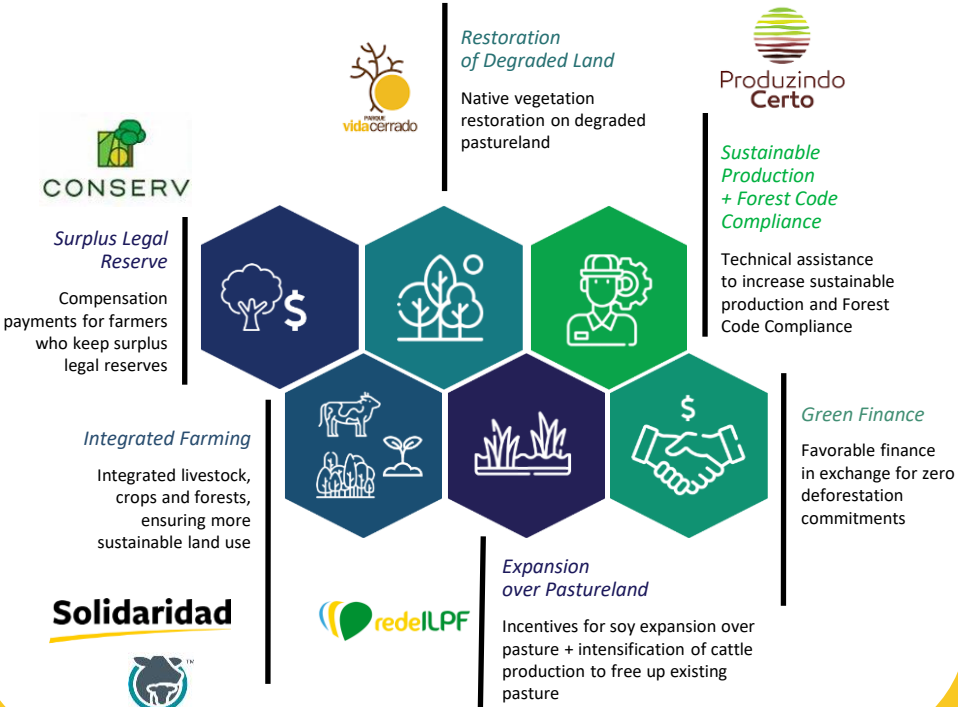 Restoration
of Degraded Land
Native vegetation
restoration on degraded
pastureland
PARQUE
vidacerrado
Produzindo
Certo
Sustainable
Production
+ Forest Code
Compliance
Technical assistance
to increase sustainable
production and Forest
Code Compliance
CONSERV
Surplus Legal
Reserve
Compensation
payments for farmers
who keep surplus
legal reserves
$
$
Integrated Farming
Integrated livestock,
crops and forests,
ensuring more
sustainable land use
Green Finance
Favorable finance
in exchange for zero
deforestation
commitments
Solidaridad
TM
redeILPF
Expansion
over Pastureland
Incentives for soy expansion over
pasture + intensification of cattle
production to free up existing
pasture